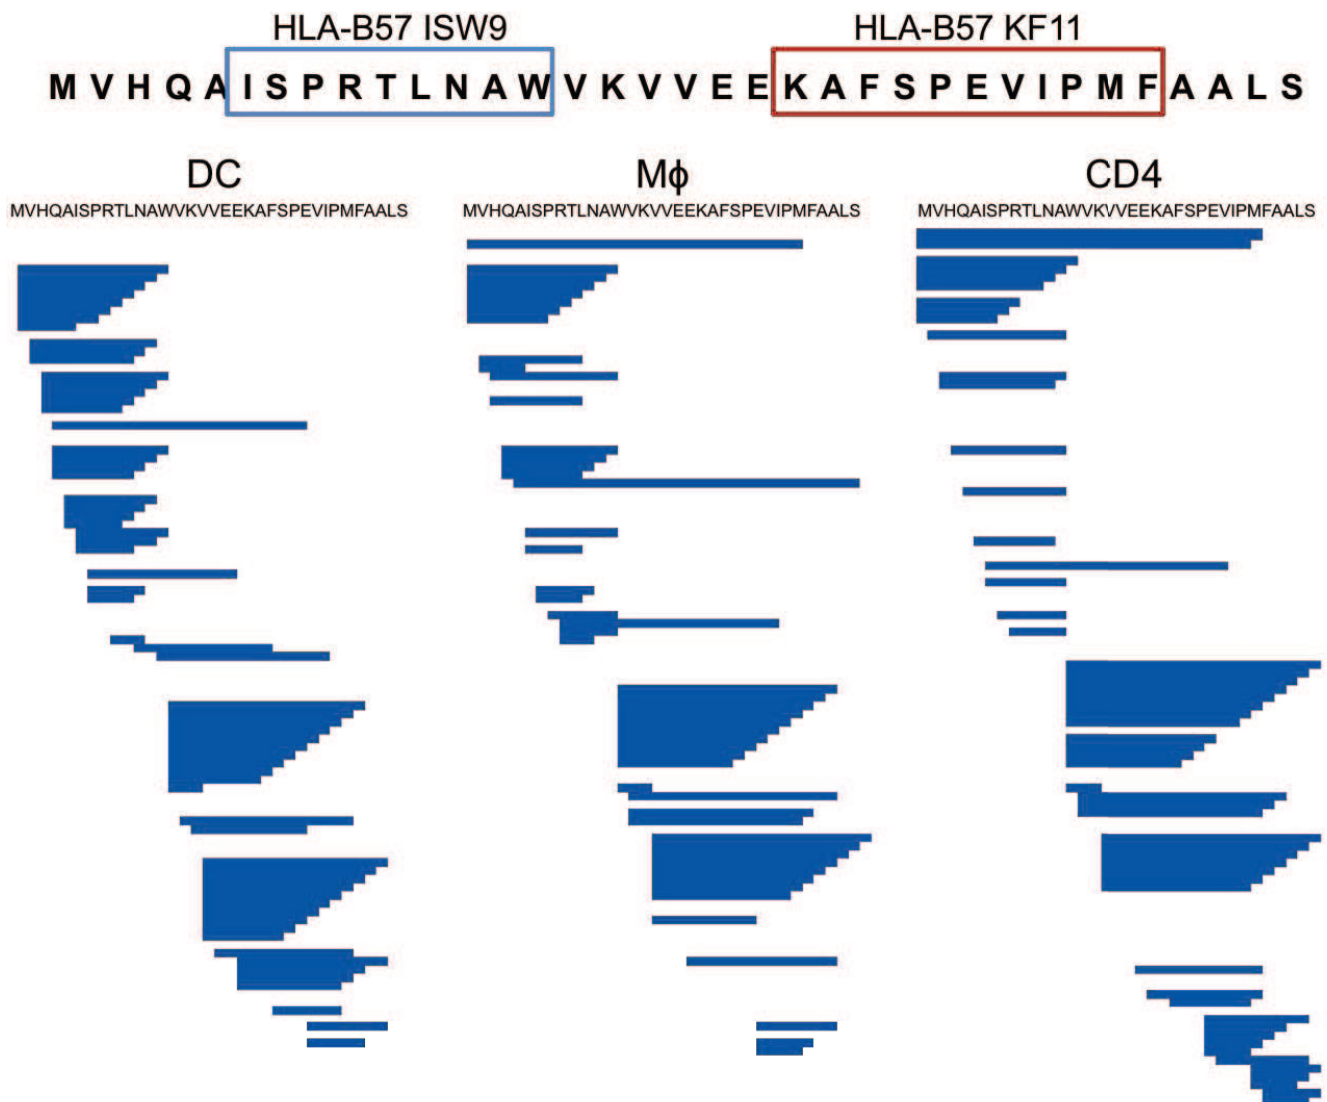 HLA-B57 ISW9 HLA-B57 KF11
M V H Q A I S P R T L N A W V K V V E E K A F S P E V I P M F A A L S
DC Mϕ CD4
MVHQAISPRTLNAWVKVVEEKAFSPEVIPMFAALS MVHQAISPRTLNAWVKVVEEKAFSPEVIPMFAALS MVHQAISPRTLNAWVKVVEEKAFSPEVIPMFAALS